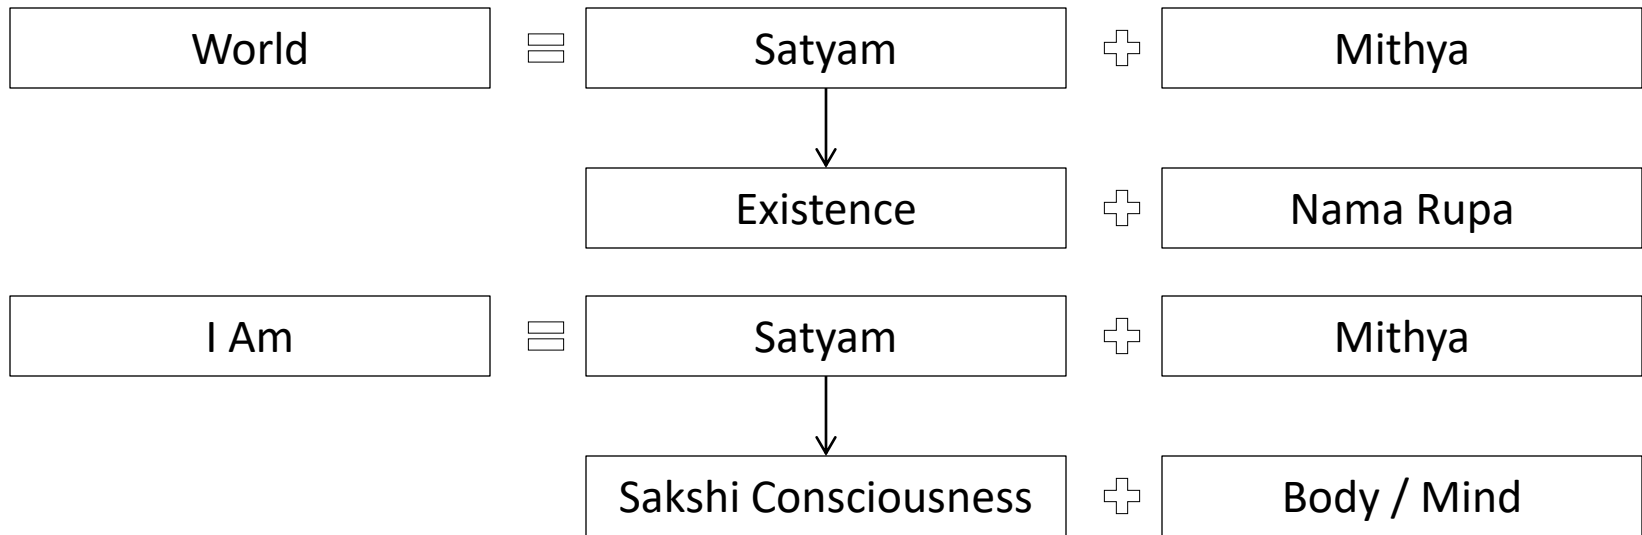 World = Satyam + Mithya
Existence + Nama Rupa
I Am = Satyam + Mithya
Sakshi Consciousness + Body / Mind